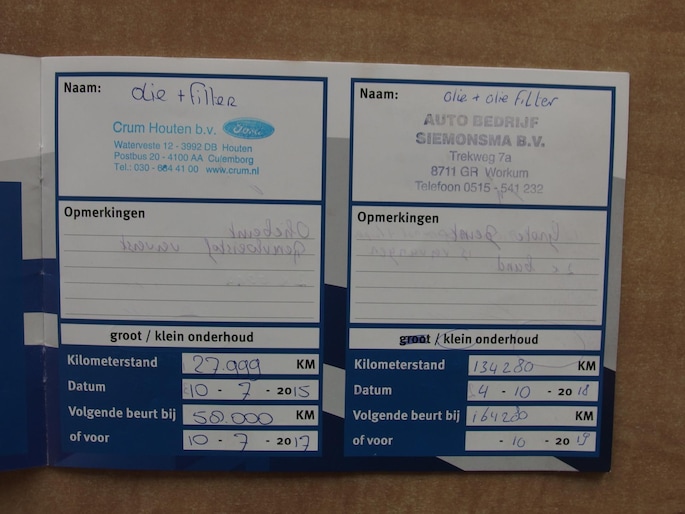 Naam: olie + filter
Crum Houten b.v.
Waterveste 12 - 3992 DB Houten
Postbus 20 - 4100 AA Culemborg
Tel.: 030 - 634 41 00 www.crum.nl
Opmerkingen
groot / klein onderhoud
Kilometerstand 27.999 KM
Datum 10 - 7 - 2015
Volgende beurt bij 58.000 KM
of voor 10 - 7 - 2017
Naam: olie + olie filter
AUTO BEDRIJF
SIEMONSMA B.V.
Trekweg 7a
8711 GR Workum
Telefoon 0515 - 541 232
Opmerkingen
groot / klein onderhoud
Kilometerstand 134280 KM
Datum 4 - 10 - 2018
Volgende beurt bij 164280 KM
of voor - 10 - 2019